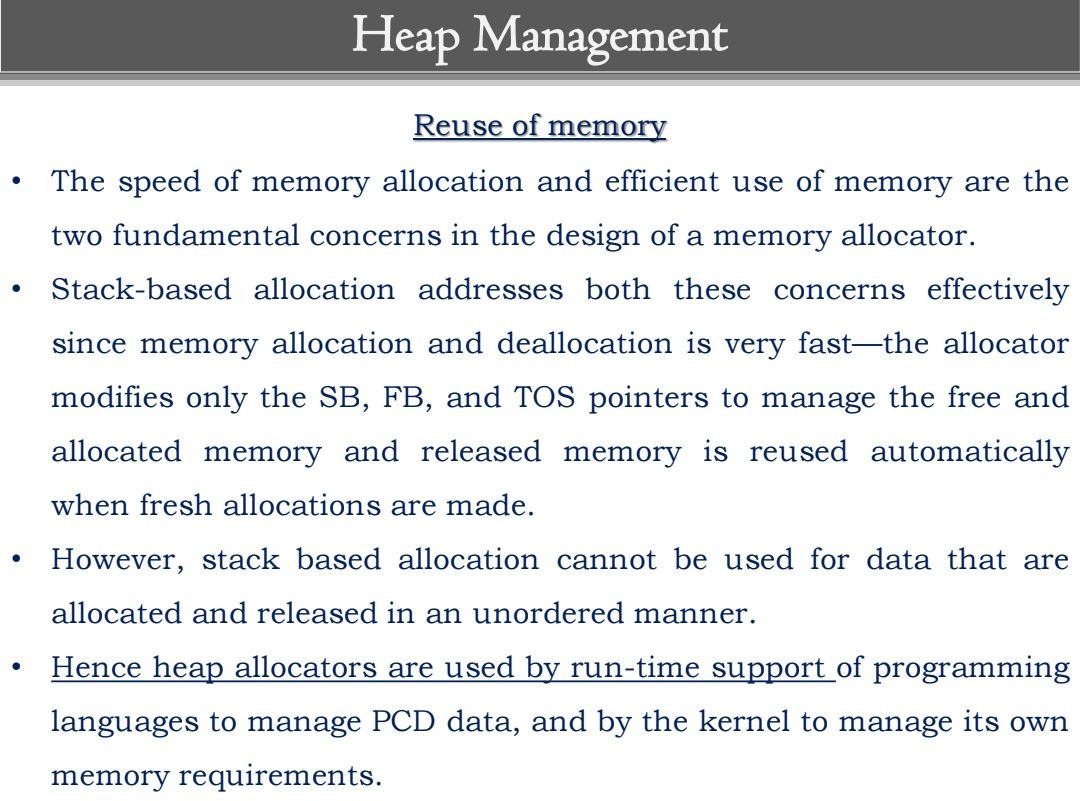 Heap Management
Reuse of memory
• The speed of memory allocation and efficient use of memory are the
two fundamental concerns in the design of a memory allocator.
• Stack-based allocation addresses both these concerns effectively
since memory allocation and deallocation is very fast—the allocator
modifies only the SB, FB, and TOS pointers to manage the free and
allocated memory and released memory is reused automatically
when fresh allocations are made.
• However, stack based allocation cannot be used for data that are
allocated and released in an unordered manner.
• Hence heap allocators are used by run-time support of programming
languages to manage PCD data, and by the kernel to manage its own
memory requirements.